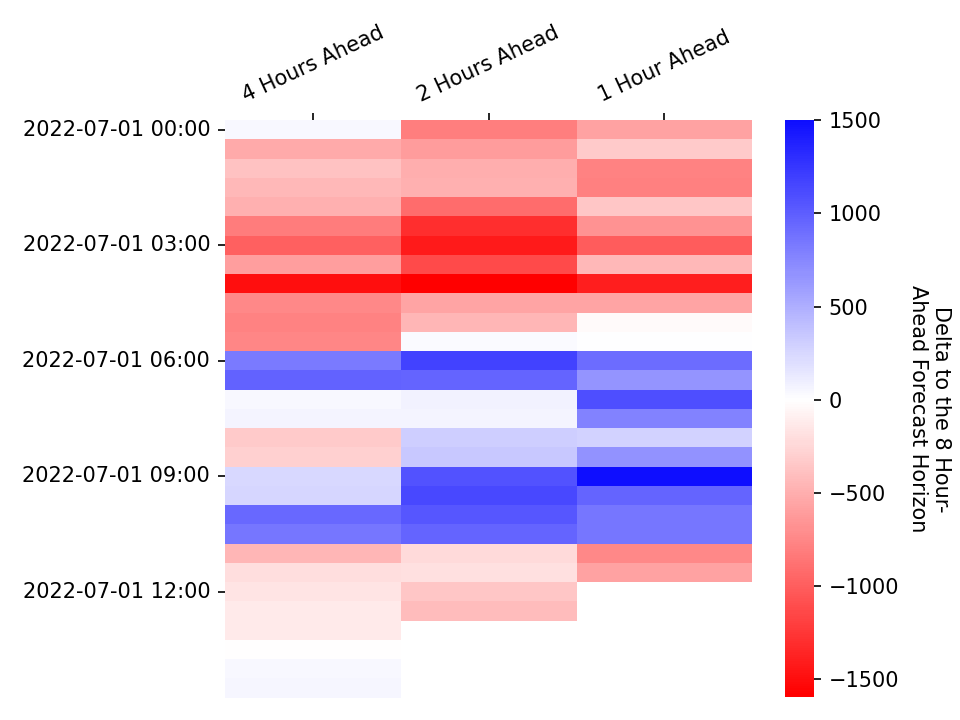 4 Hours Ahead
2 Hours Ahead
1 Hour Ahead
2022-07-01 00:00
2022-07-01 03:00
2022-07-01 06:00
2022-07-01 09:00
2022-07-01 12:00
1500
1000
500
0
−500
−1000
−1500
Delta to the 8 Hour-
Ahead Forecast Horizon